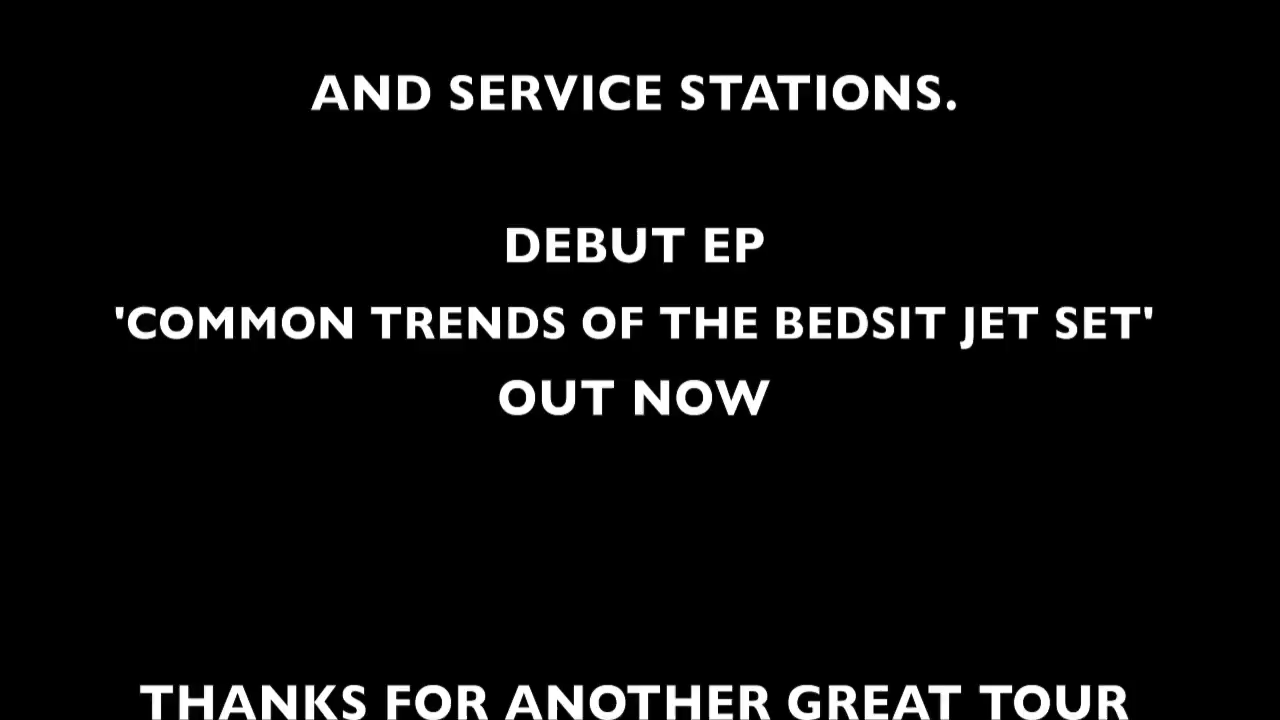 AND SERVICE STATIONS.
DEBUT EP
'COMMON TRENDS OF THE BEDSIT JET SET'
OUT NOW
THANKS FOR ANOTHER GREAT TOUR